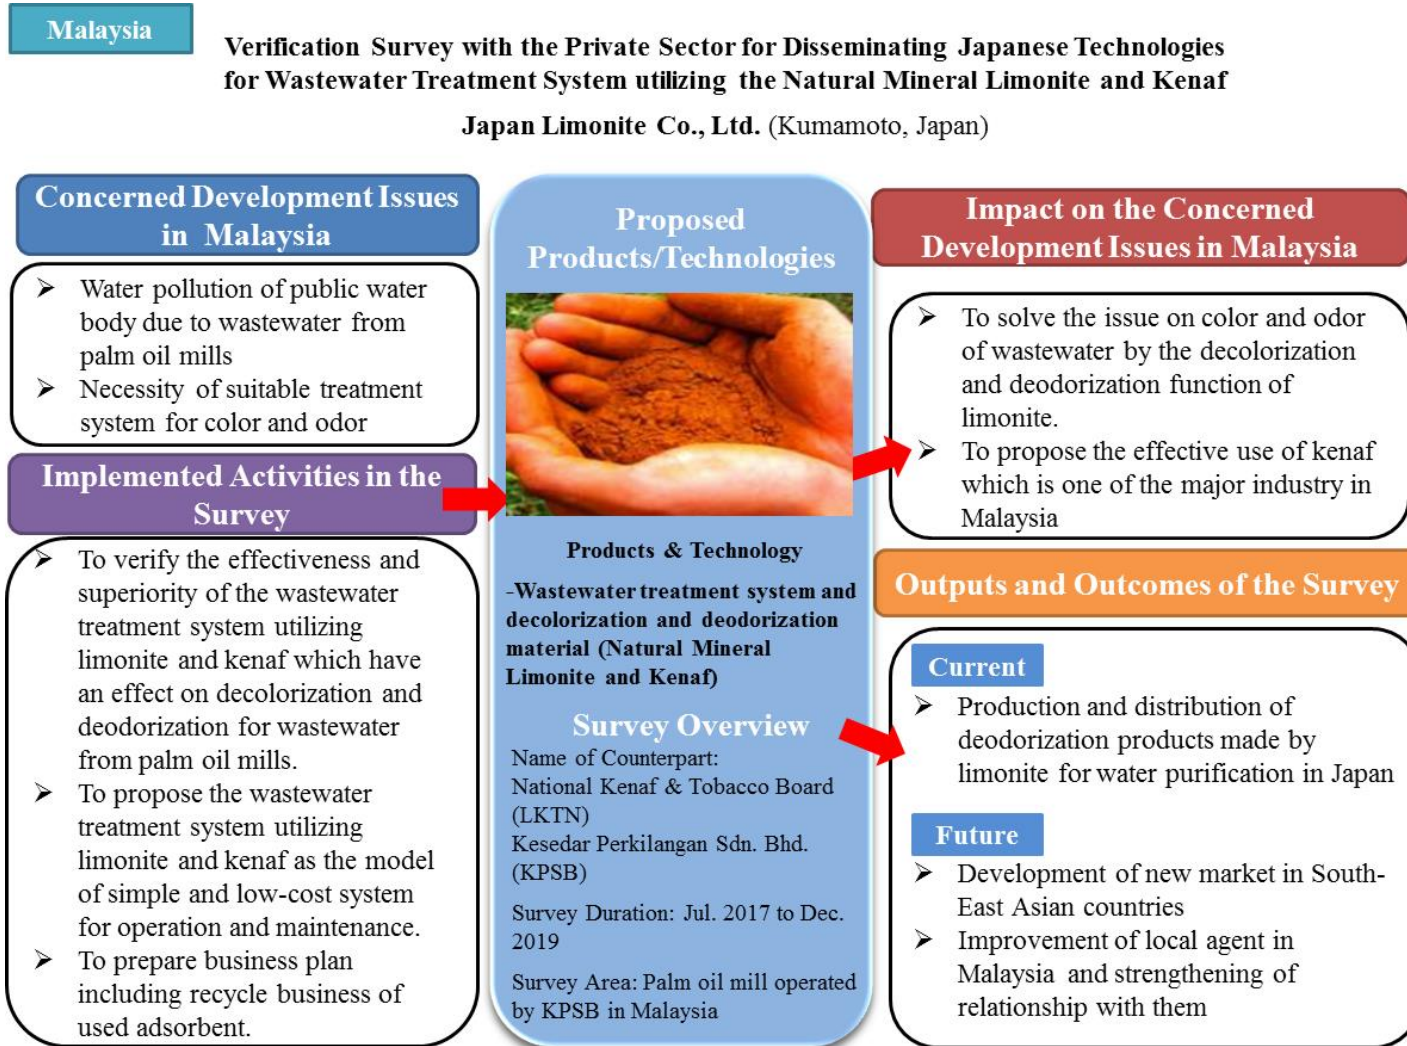 Malaysia
Verification Survey with the Private Sector for Disseminating Japanese Technologies
for Wastewater Treatment System utilizing the Natural Mineral Limonite and Kenaf
Japan Limonite Co., Ltd. (Kumamoto, Japan)
Concerned Development Issues
in Malaysia
➤ Water pollution of public water
body due to wastewater from
palm oil mills
➤ Necessity of suitable treatment
system for color and odor
Implemented Activities in the
Survey
➤ To verify the effectiveness and
superiority of the wastewater
treatment system utilizing
limonite and kenaf which have
an effect on decolorization and
deodorization for wastewater
from palm oil mills.
➤ To propose the wastewater
treatment system utilizing
limonite and kenaf as the model
of simple and low-cost system
for operation and maintenance.
➤ To prepare business plan
including recycle business of
used adsorbent.
Proposed
Products/Technologies
Products & Technology
-Wastewater treatment system and
decolorization and deodorization
material (Natural Mineral
Limonite and Kenaf)
Survey Overview
Name of Counterpart:
National Kenaf & Tobacco Board
(LKTN)
Kesedar Perkilangan Sdn. Bhd.
(KPSB)
Survey Duration: Jul. 2017 to Dec.
2019
Survey Area: Palm oil mill operated
by KPSB in Malaysia
Impact on the Concerned
Development Issues in Malaysia
➤ To solve the issue on color and odor
of wastewater by the decolorization
and deodorization function of
limonite.
➤ To propose the effective use of kenaf
which is one of the major industry in
Malaysia
Outputs and Outcomes of the Survey
Current
➤ Production and distribution of
deodorization products made by
limonite for water purification in Japan
Future
➤ Development of new market in South-
East Asian countries
➤ Improvement of local agent in
Malaysia and strengthening of
relationship with them